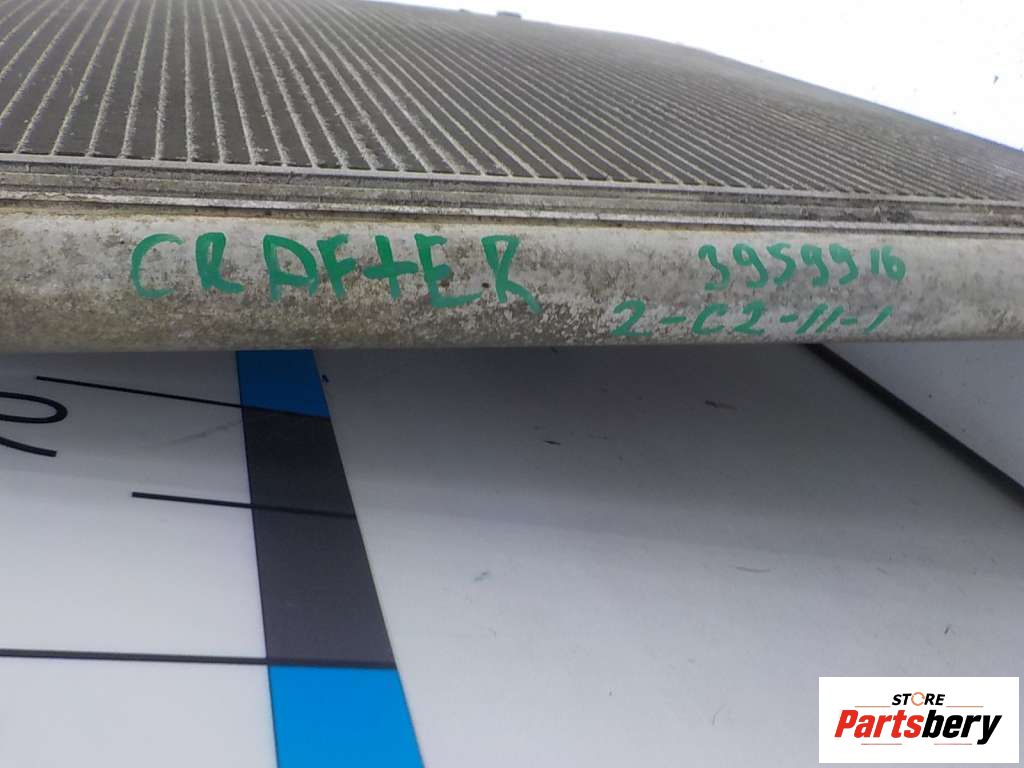 CRAFTER
3959916
2-C2-11-1
STORE
Partsbery